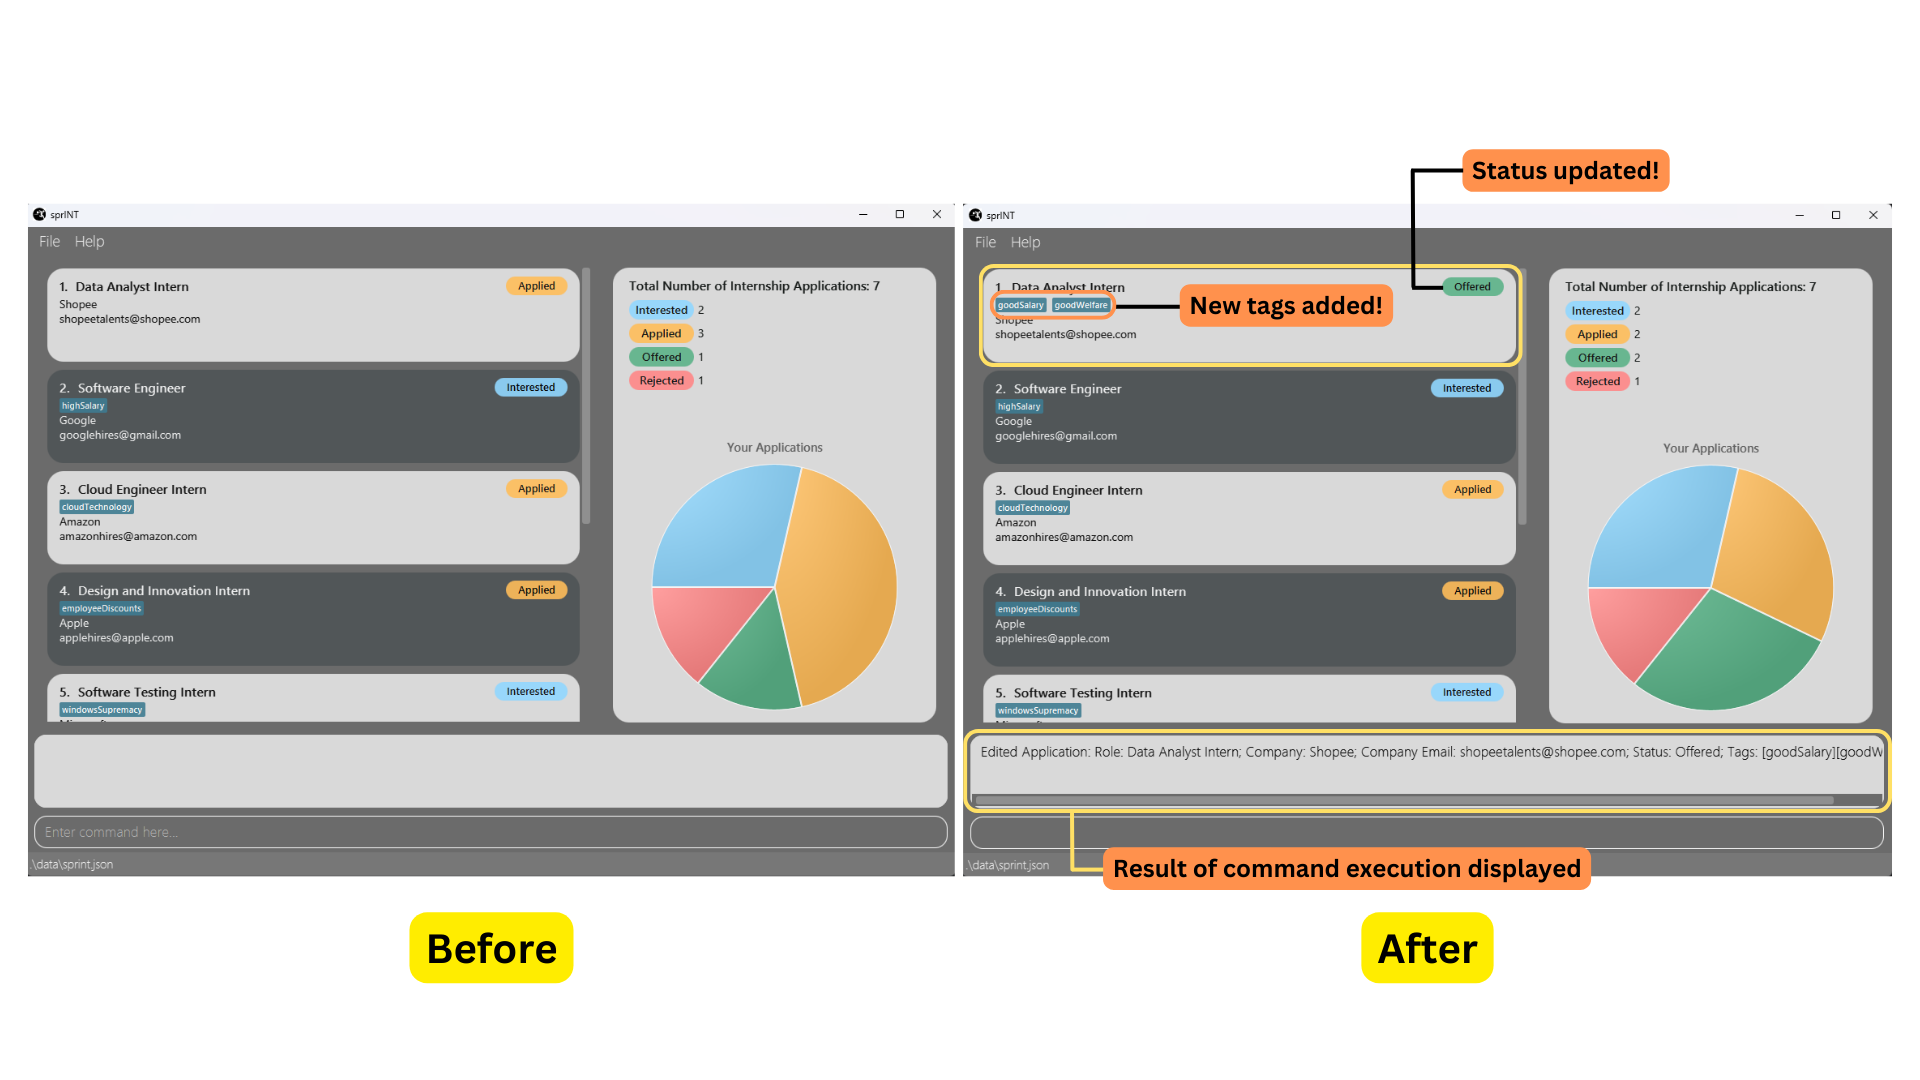 Status updated!
sprINT
File Help
1. Data Analyst Intern
Applied
Shopee
shopeetalents@shopee.com
2. Software Engineer
Interested
highSalary
Google
googlehires@gmail.com
3. Cloud Engineer Intern
Applied
cloudTechnology
Amazon
amazonhires@amazon.com
4. Design and Innovation Intern
Applied
employeeDiscounts
Apple
applehires@apple.com
5. Software Testing Intern
Interested
windowsSupremacy
Total Number of Internship Applications: 7
Interested 2
Applied 3
Offered 1
Rejected 1
Your Applications
Enter command here...
.\data\sprint.json
Before
sprINT
File Help
1. Data Analyst Intern
Offered
goodSalary goodWelfare
New tags added!
Shopee
shopeetalents@shopee.com
2. Software Engineer
Interested
highSalary
Google
googlehires@gmail.com
3. Cloud Engineer Intern
Applied
cloudTechnology
Amazon
amazonhires@amazon.com
4. Design and Innovation Intern
Applied
employeeDiscounts
Apple
applehires@apple.com
5. Software Testing Intern
Interested
windowsSupremacy
Total Number of Internship Applications: 7
Interested 2
Applied 2
Offered 2
Rejected 1
Your Applications
Edited Application: Role: Data Analyst Intern; Company: Shopee; Company Email: shopeetalents@shopee.com; Status: Offered; Tags: [goodSalary][goodW
.\data\sprint.json
Result of command execution displayed
After